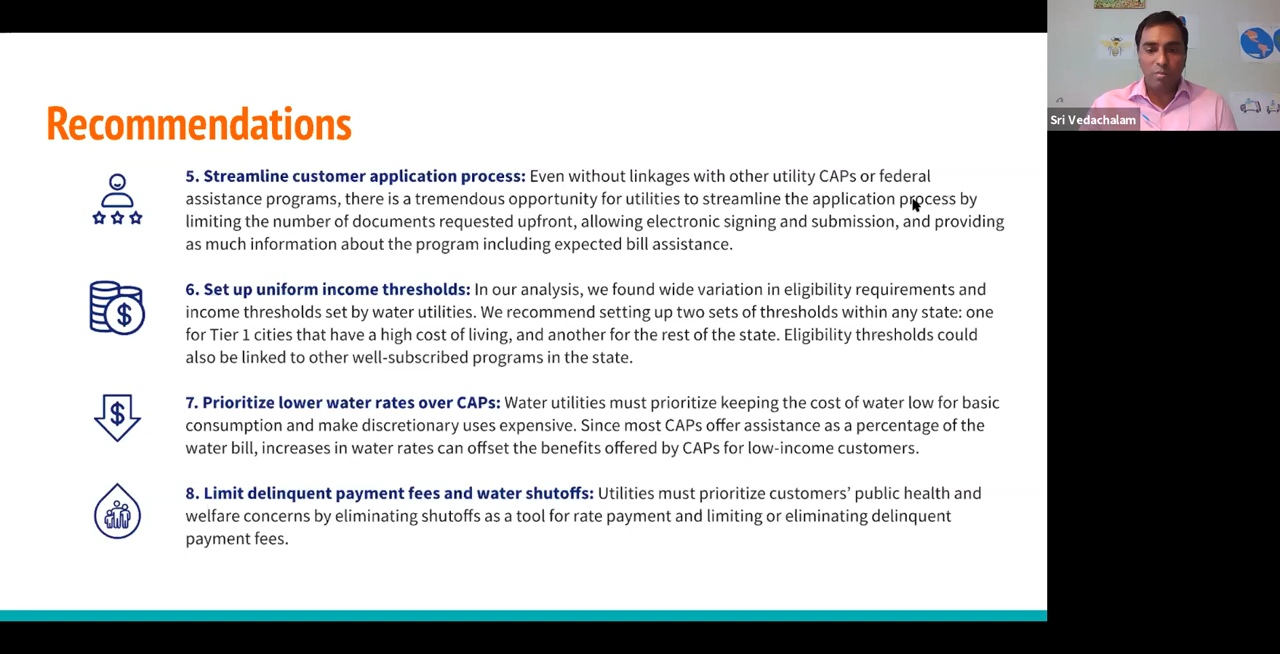 Recommendations
5. Streamline customer application process: Even without linkages with other utility CAPs or federal
assistance programs, there is a tremendous opportunity for utilities to streamline the application process by
limiting the number of documents requested upfront, allowing electronic signing and submission, and providing
as much information about the program including expected bill assistance.
6. Set up uniform income thresholds: In our analysis, we found wide variation in eligibility requirements and
income thresholds set by water utilities. We recommend setting up two sets of thresholds within any state: one
for Tier 1 cities that have a high cost of living, and another for the rest of the state. Eligibility thresholds could
also be linked to other well-subscribed programs in the state.
7. Prioritize lower water rates over CAPs: Water utilities must prioritize keeping the cost of water low for basic
consumption and make discretionary uses expensive. Since most CAPs offer assistance as a percentage of the
water bill, increases in water rates can offset the benefits offered by CAPs for low-income customers.
8. Limit delinquent payment fees and water shutoffs: Utilities must prioritize customers’ public health and
welfare concerns by eliminating shutoffs as a tool for rate payment and limiting or eliminating delinquent
payment fees.
Sri Vedachalam